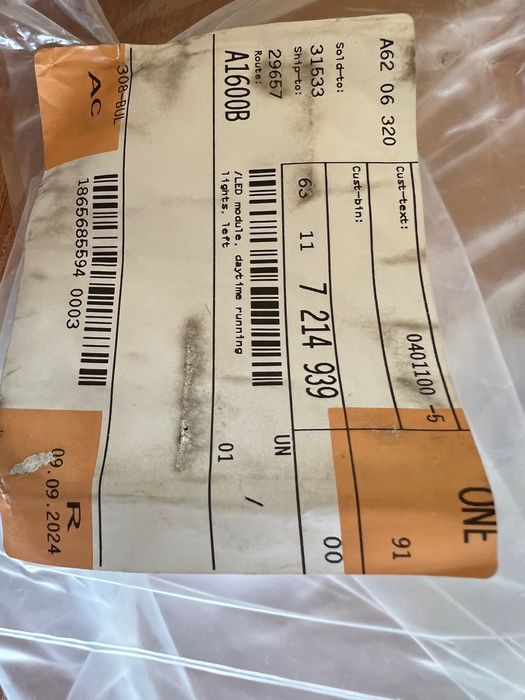 A62 06 320
Cust-text:
0401100 -5
ONE
91
Sold-to:
31533
Ship-to:
29657
Route:
A1600B
Cust-bin:
63 11 7 214 939
00
UN
/LED module, daytime running
lights, left
01
/
308-BUL
AC
1865685594 0003
R
09.09.2024